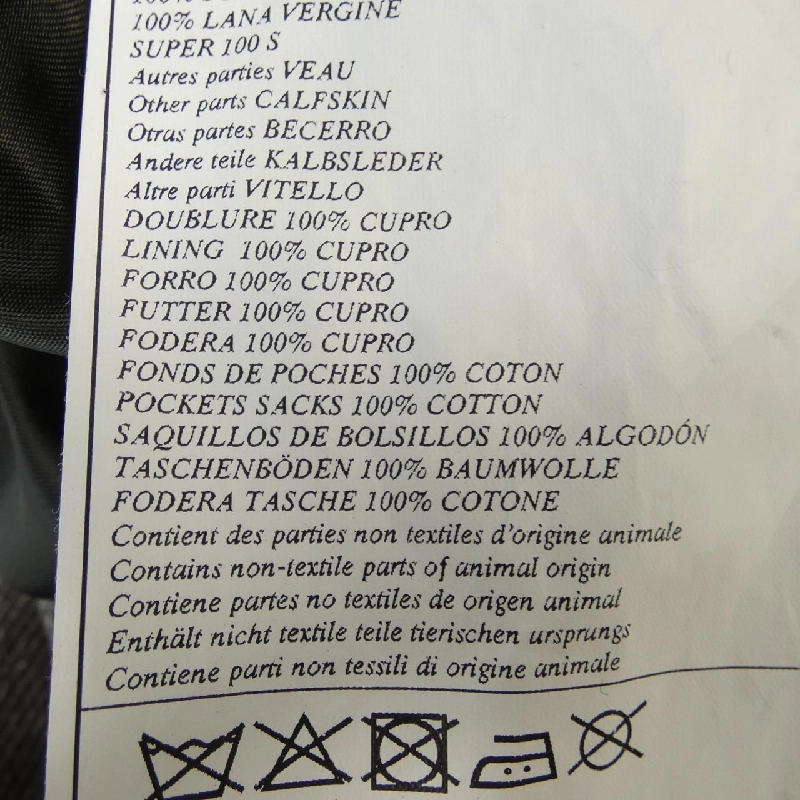 100% LANA VERGINE
SUPER 100 S
Autres parties VEAU
Other parts CALFSKIN
Otras partes BECERRO
Andere teile KALBSLEDER
Altre parti VITELLO
DOUBLURE 100% CUPRO
LINING 100% CUPRO
FORRO 100% CUPRO
FUTTER 100% CUPRO
FODERA 100% CUPRO
FONDS DE POCHES 100% COTON
POCKETS SACKS 100% COTTON
SAQUILLOS DE BOLSILLOS 100% ALGODÓN
TASCHENBÖDEN 100% BAUMWOLLE
FODERA TASCHE 100% COTONE
Contient des parties non textiles d'origine animale
Contains non-textile parts of animal origin
Contiene partes no textiles de origen animal
Enthält nicht textile teile tierischen ursprungs
Contiene parti non tessili di origine animale